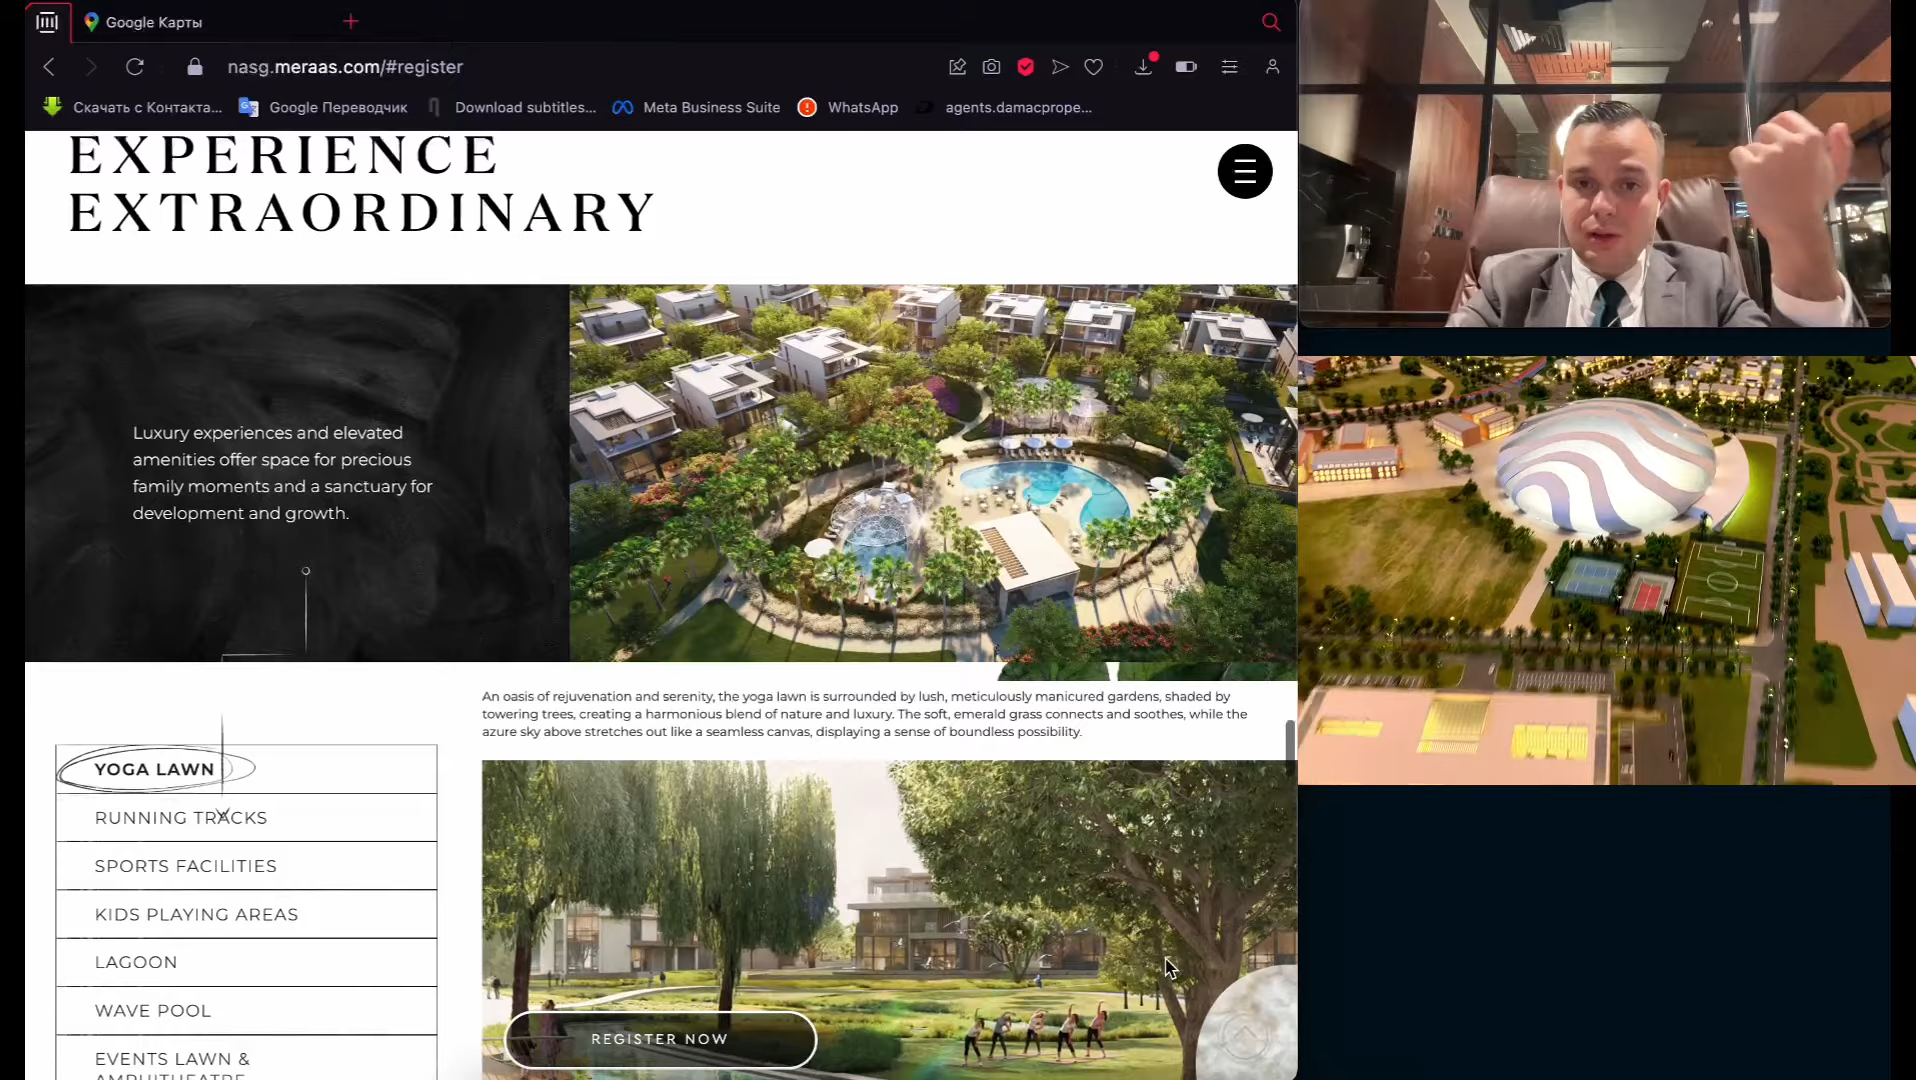 Google Карты
nasg.meraas.com/#register
Скачать с Контакта...
Google Переводчик
Download subtitles...
Meta Business Suite
WhatsApp
agents.damacprope...
EXPERIENCE
EXTRAORDINARY
Luxury experiences and elevated
amenities offer space for precious
family moments and a sanctuary for
development and growth.
An oasis of rejuvenation and serenity, the yoga lawn is surrounded by lush, meticulously manicured gardens, shaded by
towering trees, creating a harmonious blend of nature and luxury. The soft, emerald grass connects and soothes, while the
azure sky above stretches out like a seamless canvas, displaying a sense of boundless possibility.
YOGA LAWN
RUNNING TRACKS
SPORTS FACILITIES
KIDS PLAYING AREAS
LAGOON
WAVE POOL
EVENTS LAWN &
AMPHITHEATRE
REGISTER NOW